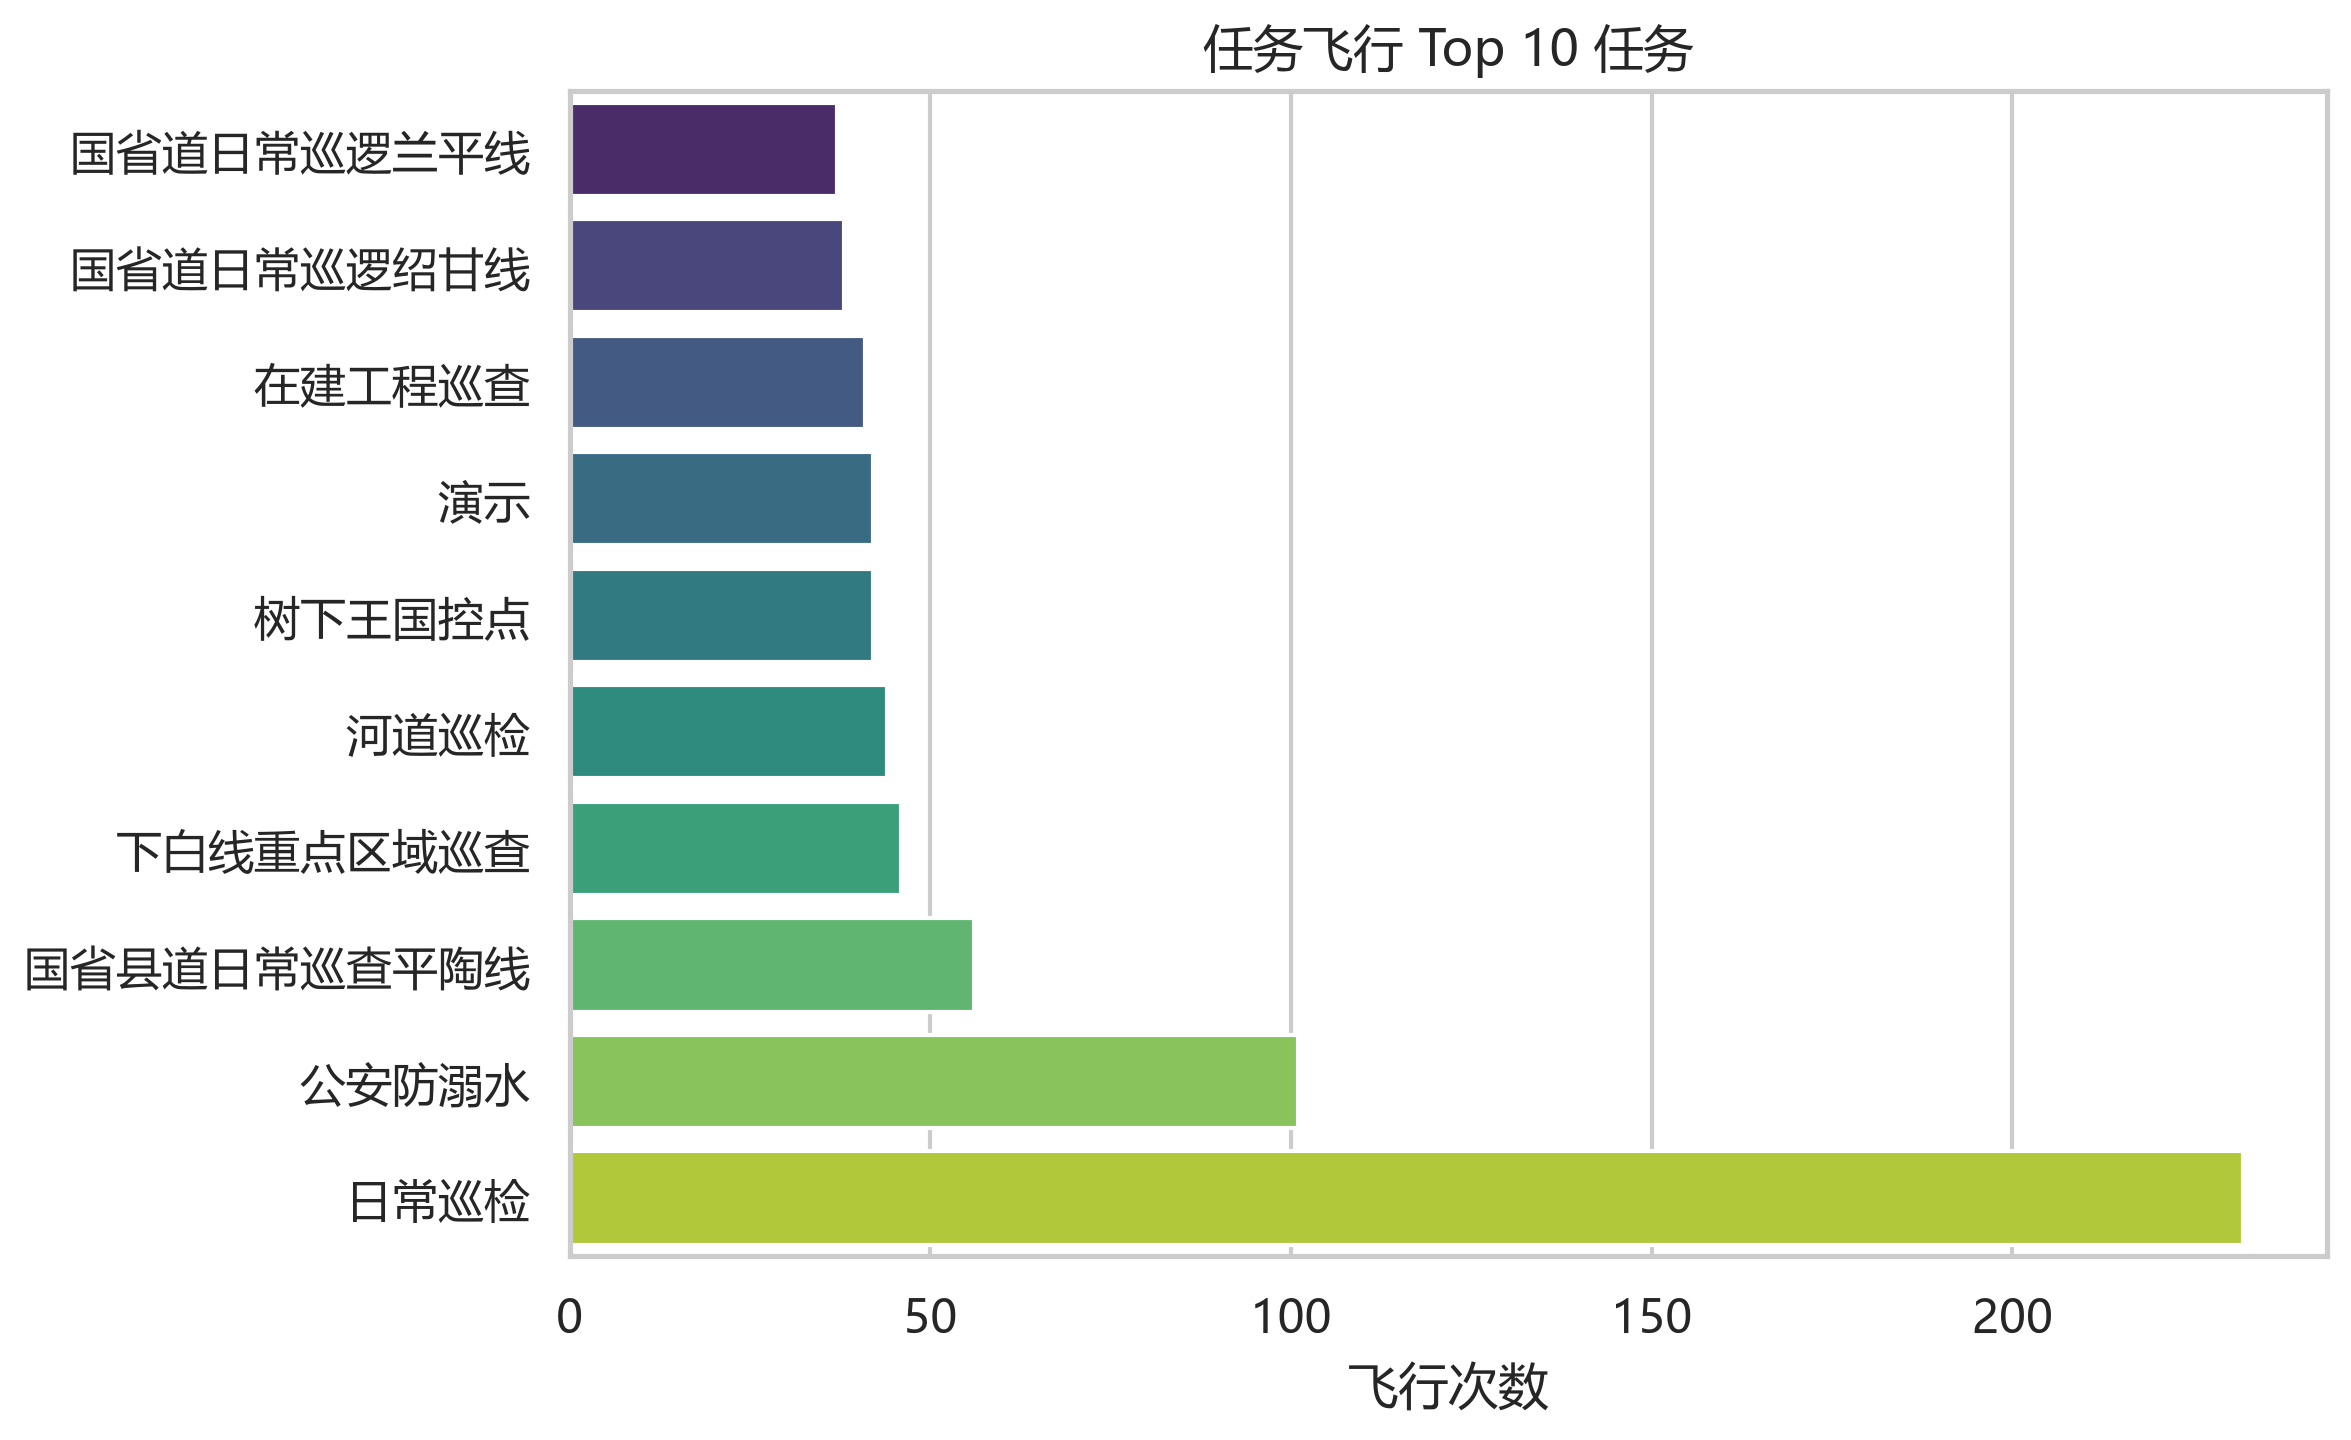 任务飞行 Top 10 任务
国省道日常巡逻兰平线
国省道日常巡逻绍甘线
在建工程巡查
演示
树下王国控点
河道巡检
下白线重点区域巡查
国省县道日常巡查平陶线
公安防溺水
日常巡检
0 50 100 150 200
飞行次数